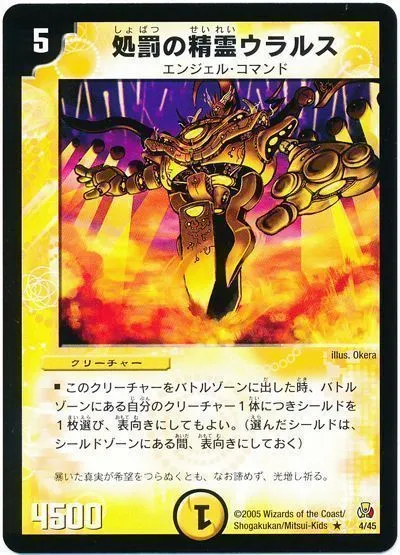 5
しょばつ せいれい
処罰の精霊ウラルス
エンジェル・コマンド
illus. Okera
クリーチャー
■ このクリーチャーをバトルゾーンに出した時、バトル
ゾーンにある自分のクリーチャー1体につきシールドを
1枚選び、表向きにしてもよい。（選んだシールドは、
シールドゾーンにある間、表向きにしておく）
暴いた真実が希望をつらぬくとも、なお諦めず、光増し祈る。
4500
1
©2005 Wizards of the Coast/
Shogakukan/Mitsui-Kids ★ 4/45